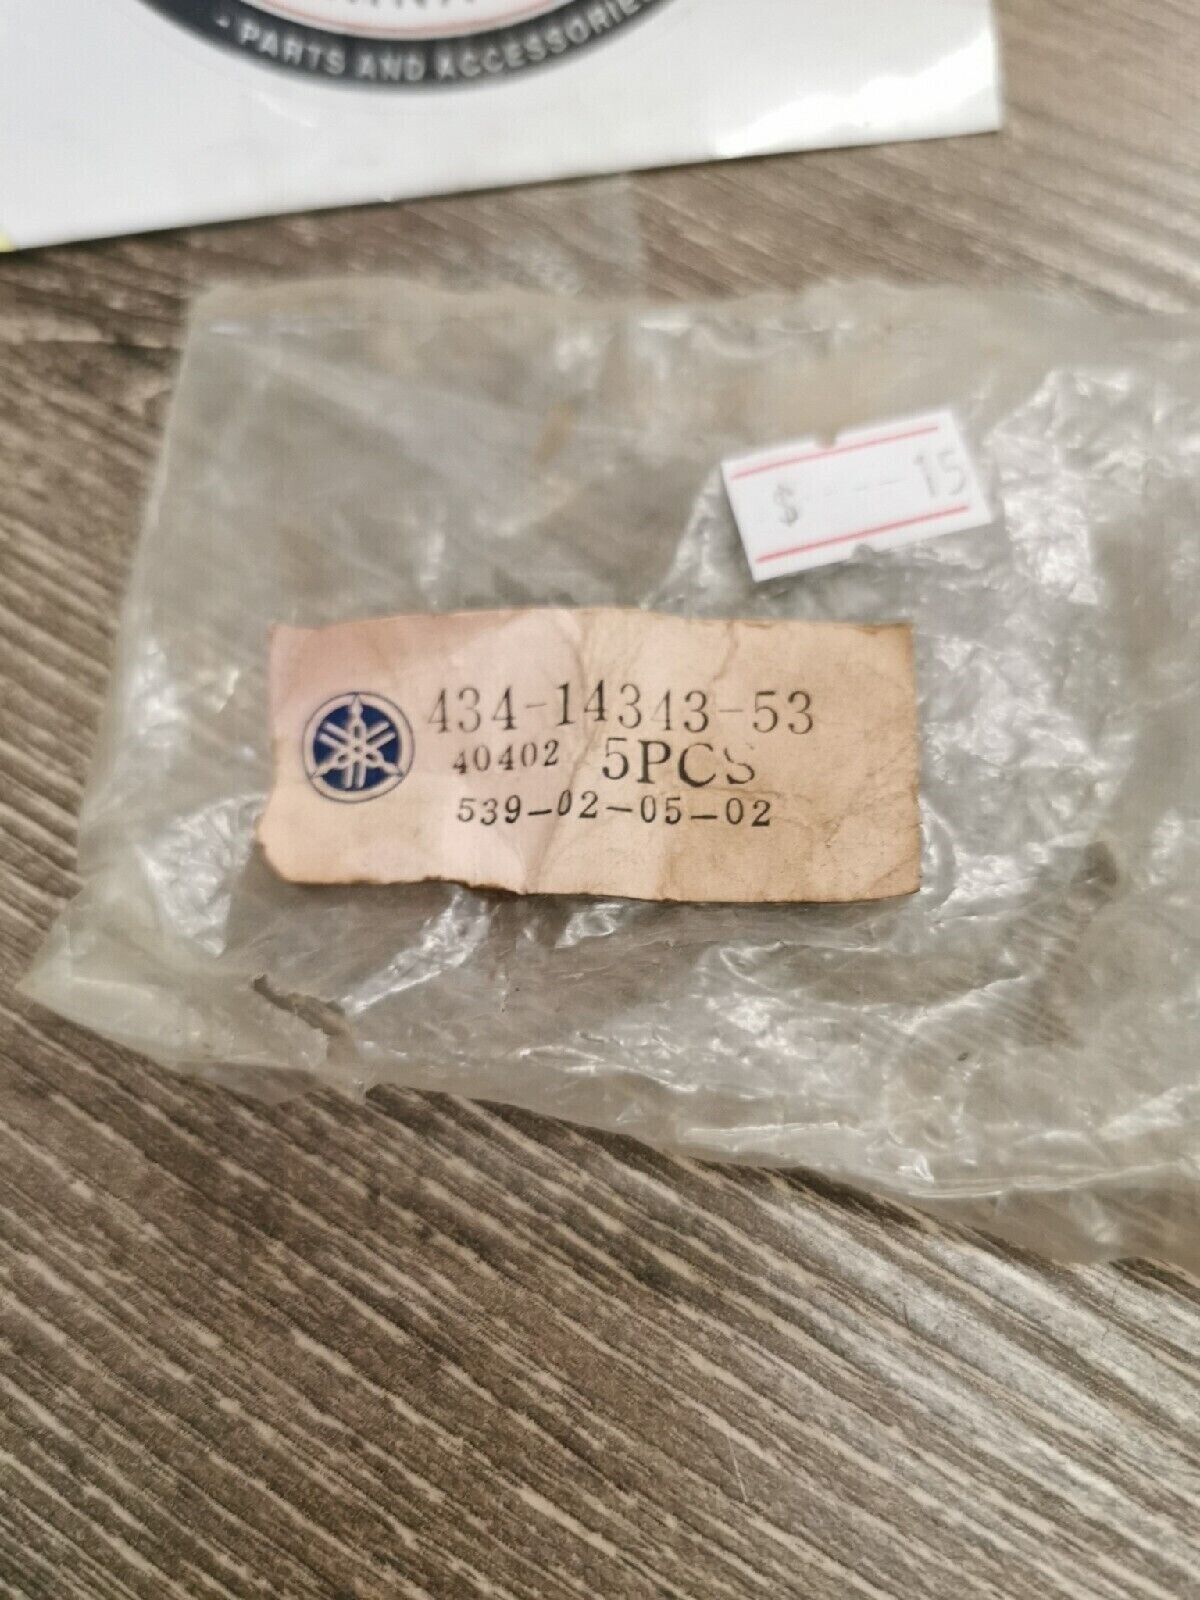 PARTS AND ACCESSORIES
$ ---- 15
434-14343-53
40402 5PCS
539-02-05-02